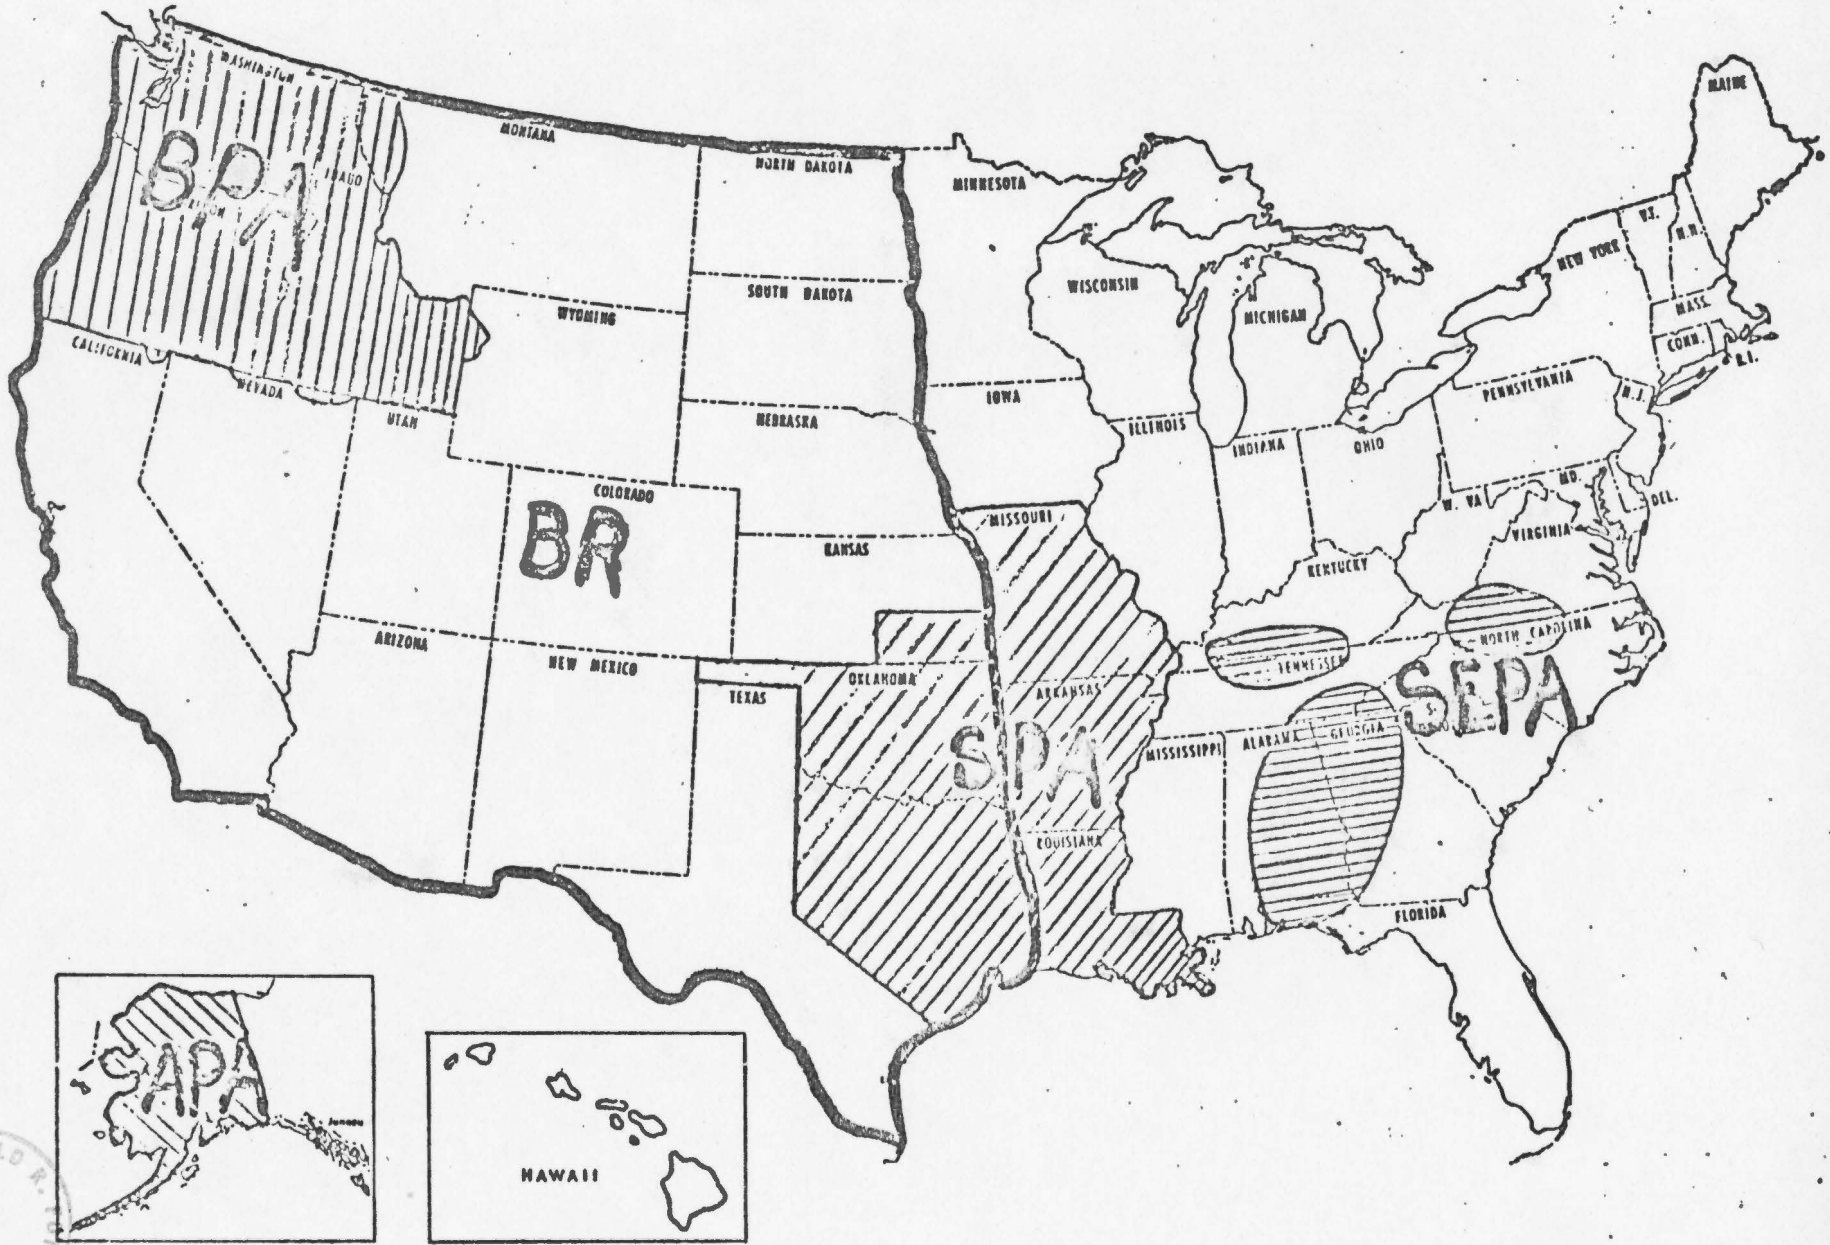 WASHINGTON
MONTANA
NORTH DAKOTA
MINNESOTA
MAINE
BPA
IDAHO
V.T.
N.H.
NEW YORK
WISCONSIN
SOUTH DAKOTA
WYOMING
MICHIGAN
MASS.
CONN.
R.I.
CALIFORNIA
NEVADA
UTAH
NEBRASKA
IOWA
ILLINOIS
INDIANA
OHIO
PENNSYLVANIA
N.J.
COLORADO
BR
KANSAS
MISSOURI
KENTUCKY
W. VA
MD.
DEL.
VIRGINIA
ARIZONA
NEW MEXICO
TEXAS
OKLAHOMA
ARKANSAS
TENNESSEE
NORTH CAROLINA
SPA
SEPA
MISSISSIPPI
ALABAMA
GEORGIA
LOUISIANA
FLORIDA
SAPA
Juneau
HAWAII